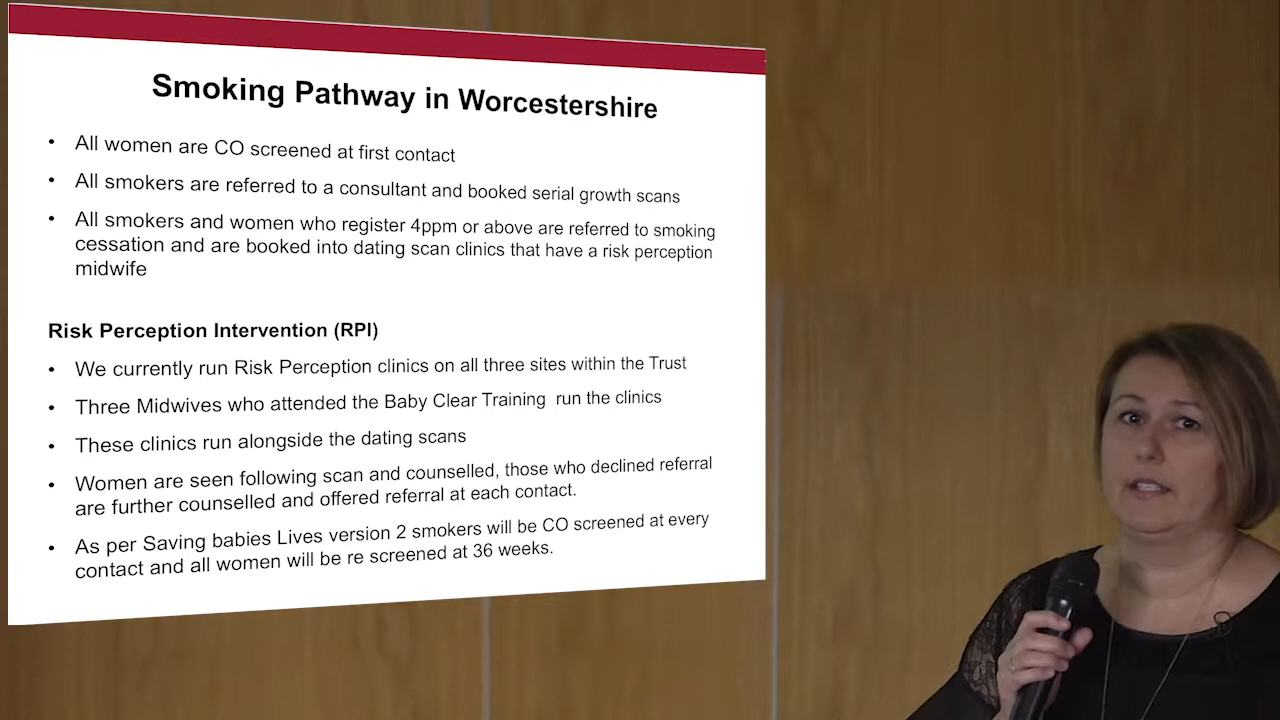 Smoking Pathway in Worcestershire
• All women are CO screened at first contact
• All smokers are referred to a consultant and booked serial growth scans
• All smokers and women who register 4ppm or above are referred to smoking
cessation and are booked into dating scan clinics that have a risk perception
midwife
Risk Perception Intervention (RPI)
• We currently run Risk Perception clinics on all three sites within the Trust
• Three Midwives who attended the Baby Clear Training run the clinics
• These clinics run alongside the dating scans
• Women are seen following scan and counselled, those who declined referral
are further counselled and offered referral at each contact.
• As per Saving babies Lives version 2 smokers will be CO screened at every
contact and all women will be re screened at 36 weeks.